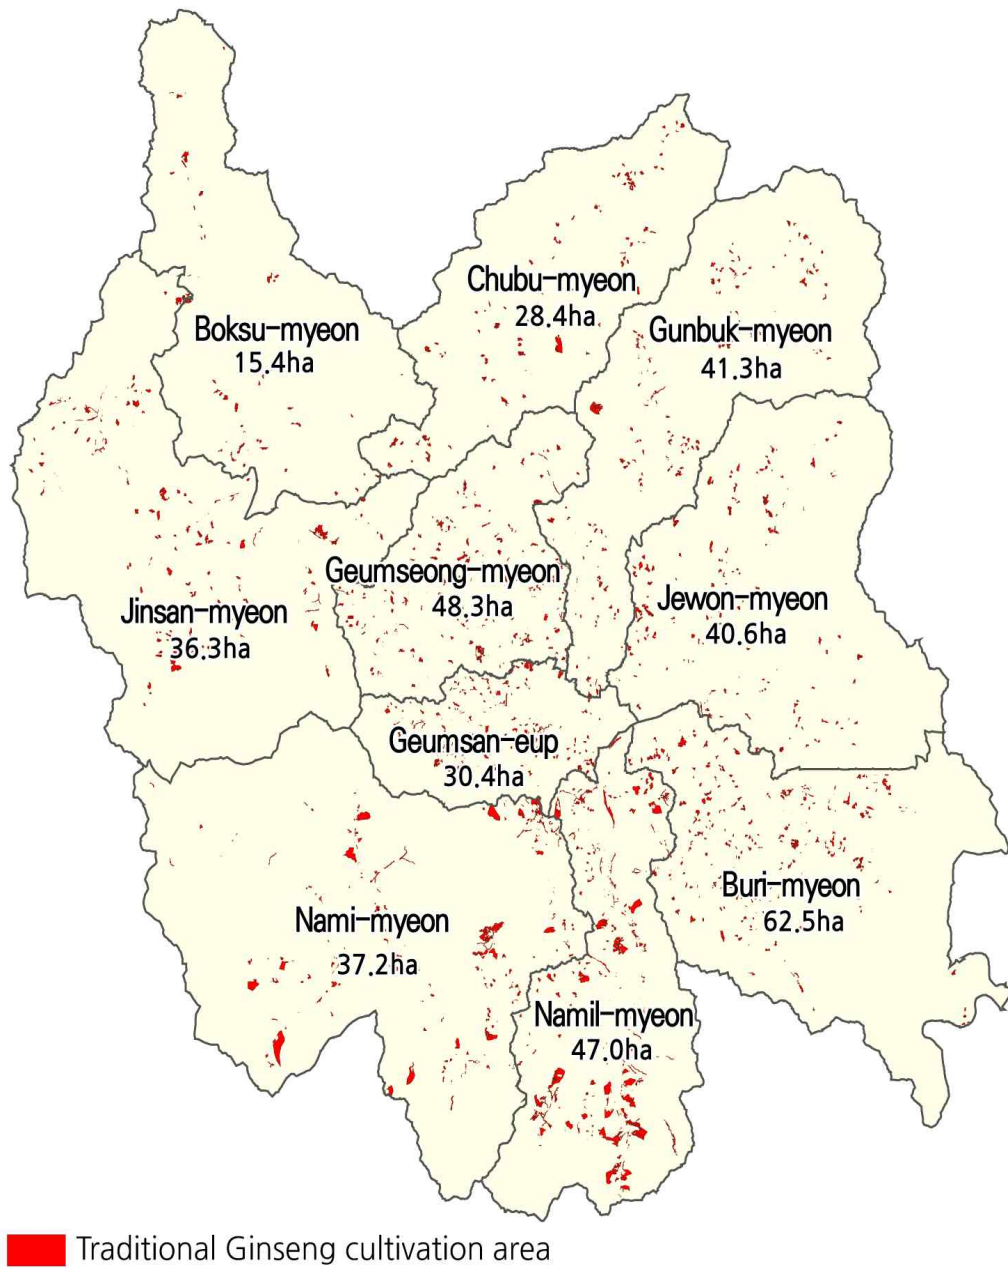 Chubu-myeon
28.4ha
Boksu-myeon
15.4ha
Gunbuk-myeon
41.3ha
Geumseong-myeon
48.3ha
Jinsan-myeon
36.3ha
Jewon-myeon
40.6ha
Geumsan-eup
30.4ha
Buri-myeon
62.5ha
Nami-myeon
37.2ha
Namil-myeon
47.0ha
Traditional Ginseng cultivation area